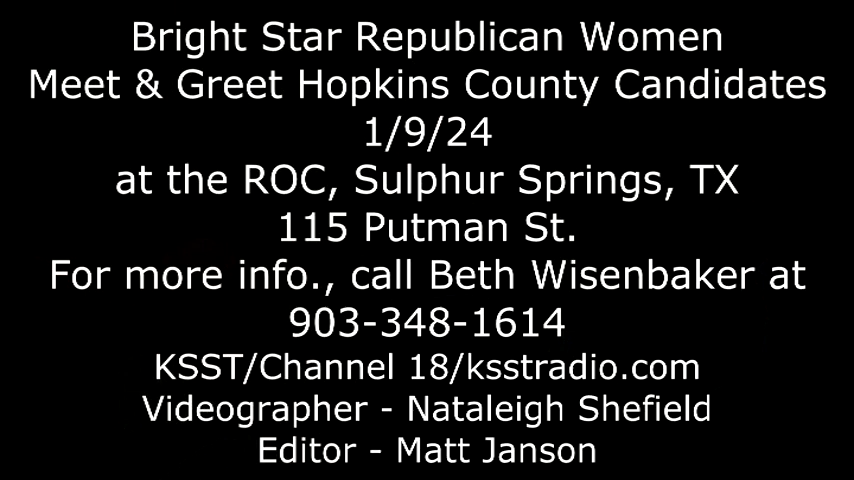 Bright Star Republican Women
Meet & Greet Hopkins County Candidates
1/9/24
at the ROC, Sulphur Springs, TX
115 Putman St.
For more info., call Beth Wisenbaker at
903-348-1614
KSST/Channel 18/ksstradio.com
Videographer - Nataleigh Shefield
Editor - Matt Janson